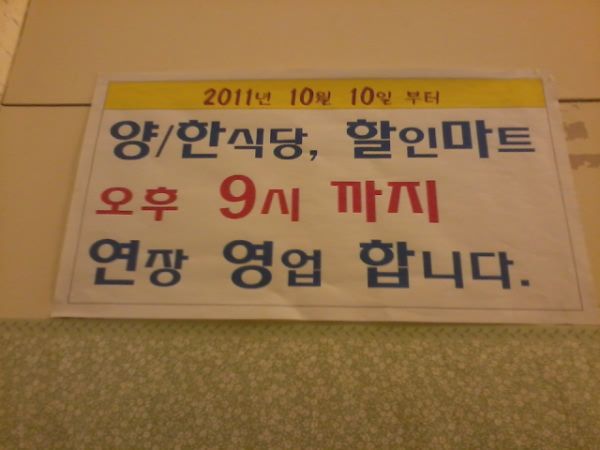 2011년 10월 10일 부터
양/한식당, 할인마트
오후 9시 까지
연장 영업 합니다.